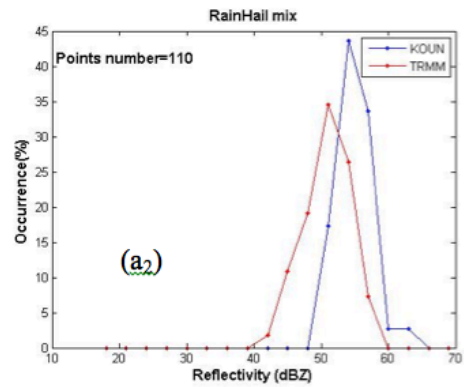 RainHail mix
Points number=110
KOUN
TRMM
(a₂)
Occurrence(%)
45
40
35
30
25
20
15
10
5
0
10 20 30 40 50 60 70
Reflectivity (dBZ)